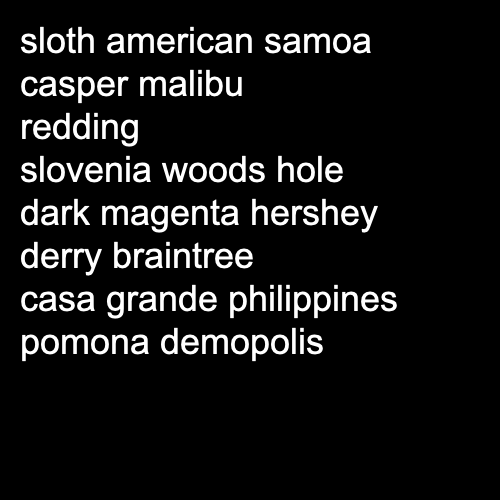 sloth american samoa
casper malibu
redding
slovenia woods hole
dark magenta hershey
derry braintree
casa grande philippines
pomona demopolis